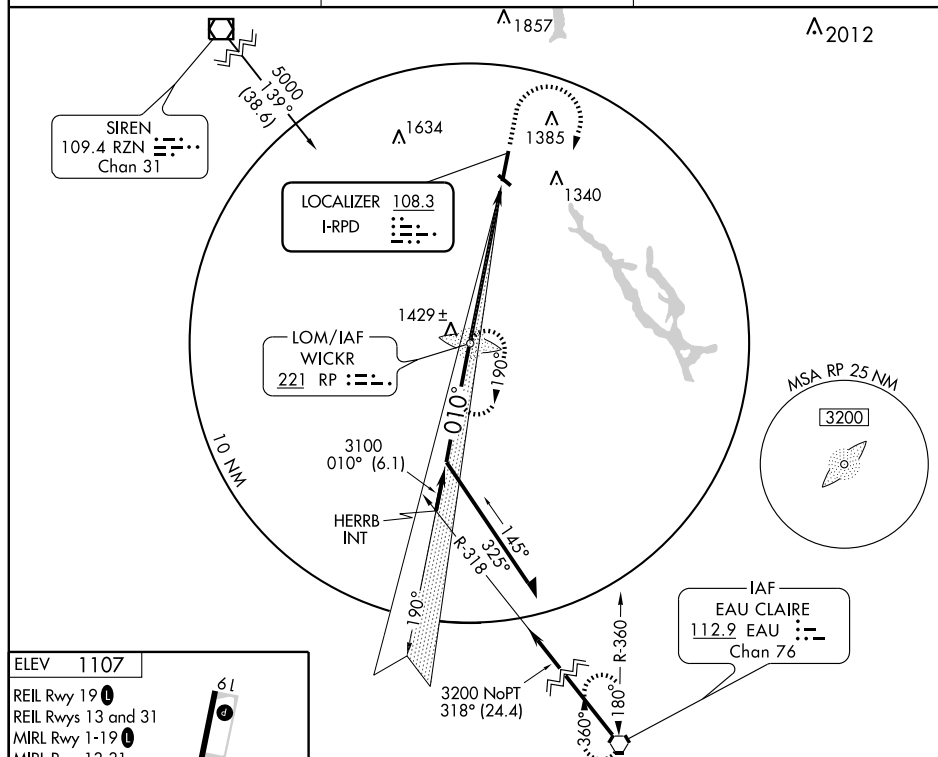 1857
2012
5000
139°
(38.6)
SIREN
109.4 RZN
Chan 31
1634
1385
1340
LOCALIZER 108.3
I-RPD
1429 ±
LOM/IAF
WICKR
221 RP
190°
010°
MSA RP 25 NM
3200
10 NM
3100
010° (6.1)
HERRB
INT
145°
325°
R-318
190°
IAF
EAU CLAIRE
112.9 EAU
Chan 76
R-360
3200 NoPT
318° (24.4)
360°
180°
ELEV 1107
REIL Rwy 19 L
REIL Rwys 13 and 31
MIRL Rwy 1-19 L
19
P